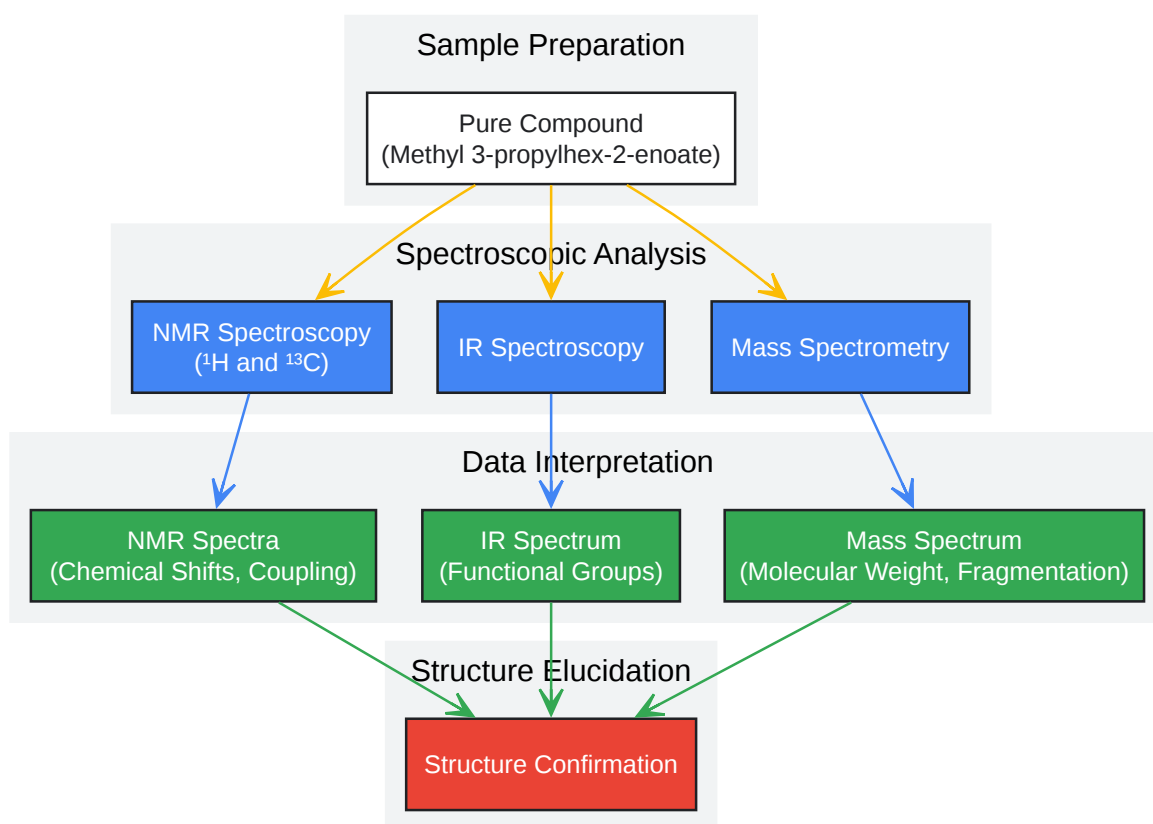 Sample Preparation
Pure Compound
(Methyl 3-propylhex-2-enoate)
Spectroscopic Analysis
NMR Spectroscopy
(¹H and ¹³C)
IR Spectroscopy
Mass Spectrometry
Data Interpretation
NMR Spectra
(Chemical Shifts, Coupling)
IR Spectrum
(Functional Groups)
Mass Spectrum
(Molecular Weight, Fragmentation)
Structure Elucidation
Structure Confirmation